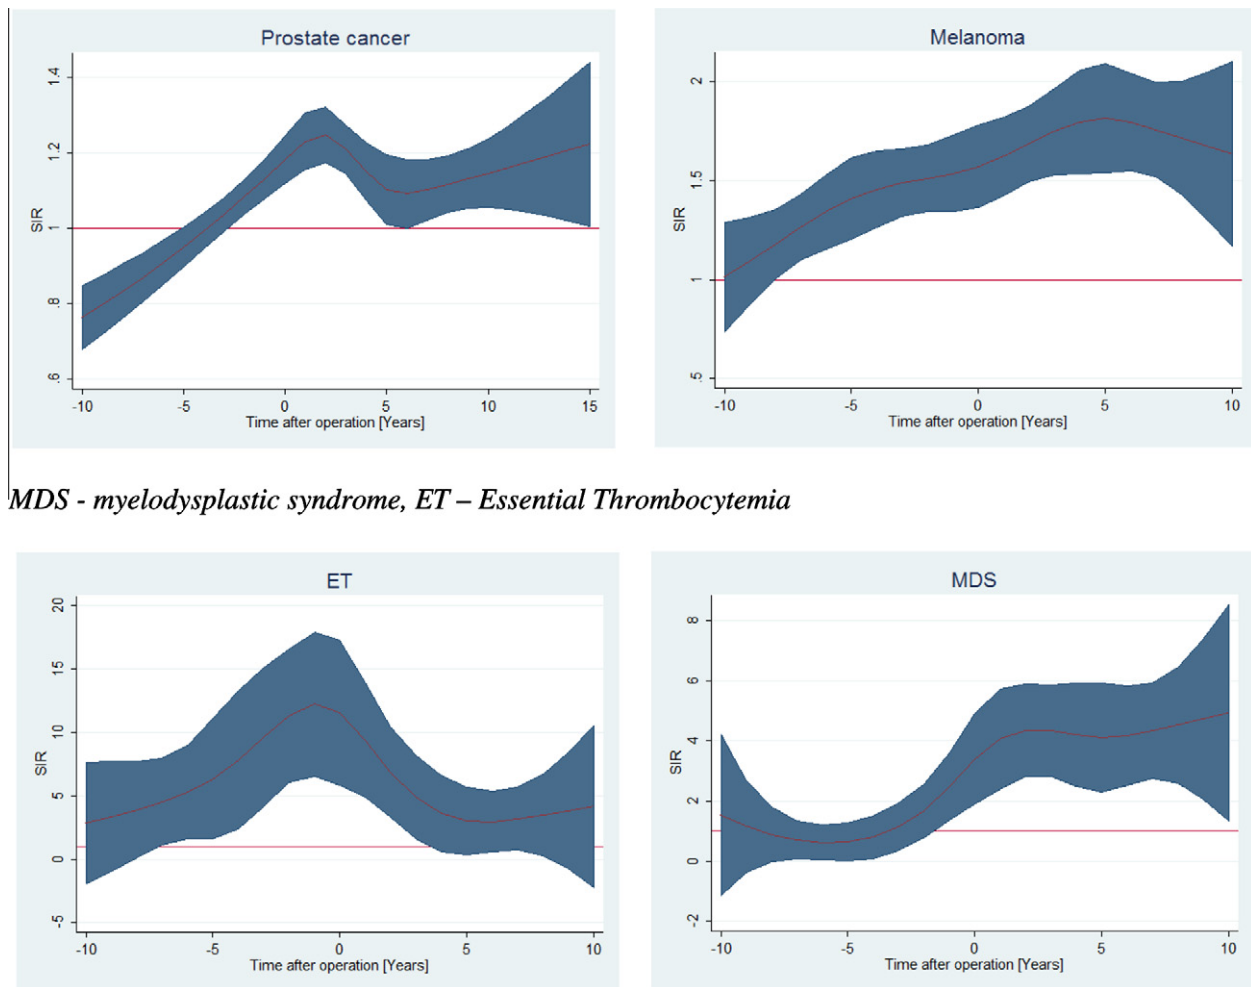 Prostate cancer
1.4
1.2
1
.8
.6
SIR
-10 -5 0 5 10 15
Time after operation [Years]
Melanoma
2
1.5
1
.5
SIR
-10 -5 0 5 10
Time after operation [Years]
MDS - myelodysplastic syndrome, ET – Essential Thrombocytemia
ET
20
15
10
5
0
-5
SIR
-10 -5 0 5 10
Time after operation [Years]
MDS
8
6
4
2
0
-2
SIR
-10 -5 0 5 10
Time after operation [Years]